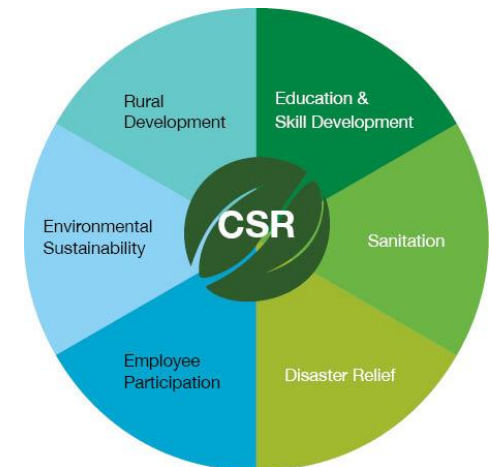 Rural
Development
Education &
Skill Development
Environmental
Sustainability
CSR
Sanitation
Employee
Participation
Disaster Relief